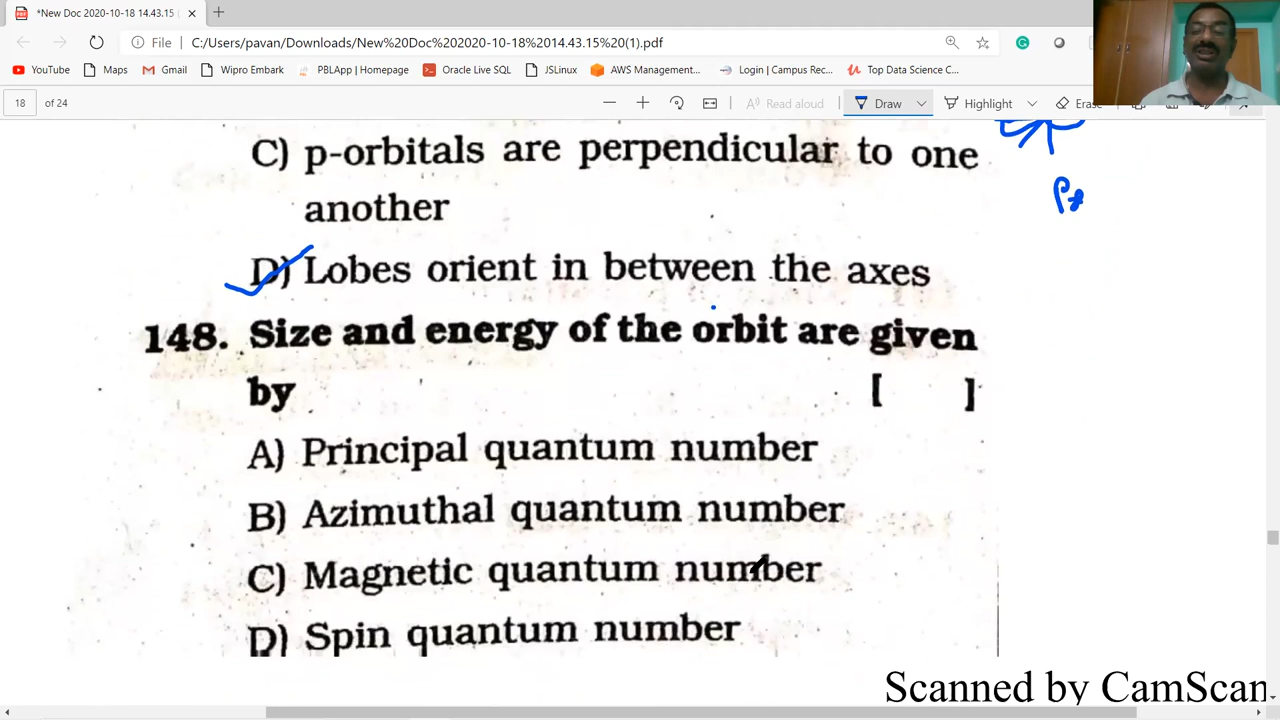 *New Doc 2020-10-18 14.43.15
File C:/Users/pavan/Downloads/New%20Doc%202020-10-18%2014.43.15%20(1).pdf
YouTube Maps Gmail Wipro Embark PBLApp | Homepage Oracle Live SQL JSLinux AWS Management... Login | Campus Rec... Top Data Science C...
18 of 24 Read aloud Draw Highlight Erase
C) p-orbitals are perpendicular to one
another
D) Lobes orient in between the axes
148. Size and energy of the orbit are given
by [ ]
A) Principal quantum number
B) Azimuthal quantum number
C) Magnetic quantum number
D) Spin quantum number
Scanned by CamScan